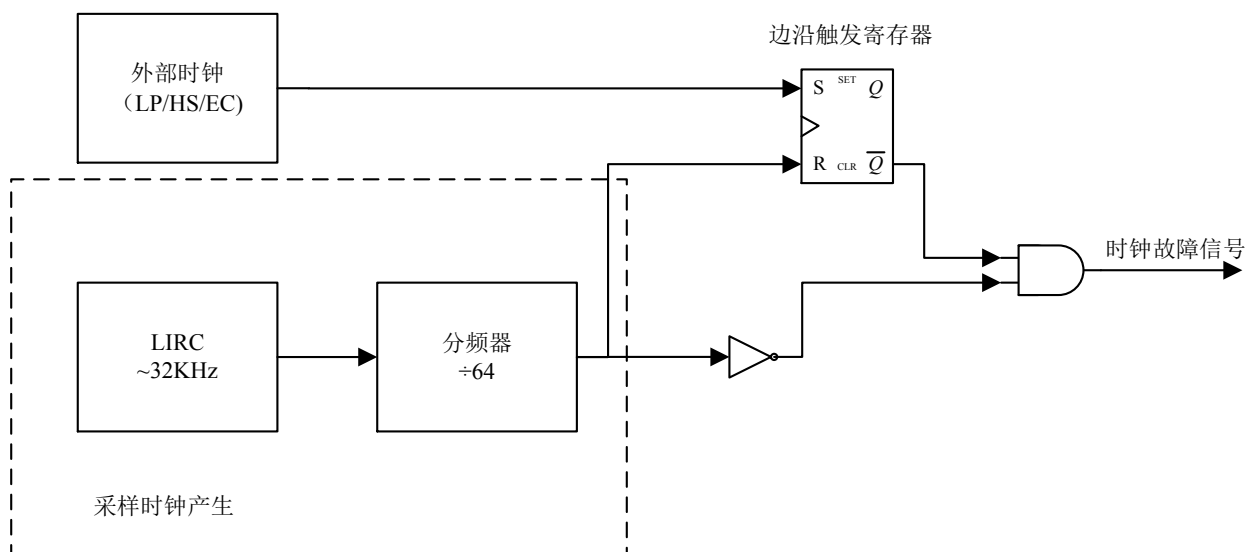 边沿触发寄存器
外部时钟
（LP/HS/EC)
S SET Q
R CLR Q̅
时钟故障信号
LIRC
~32KHz
分频器
÷64
采样时钟产生